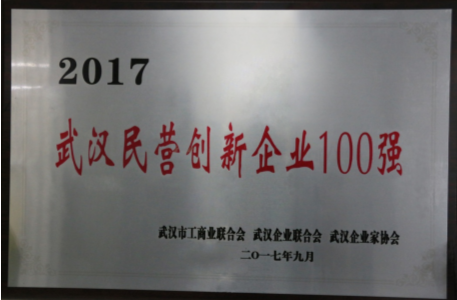 2017
武汉民营创新企业100强
武汉市工商业联合会 武汉企业联合会 武汉企业家协会
二〇一七年九月